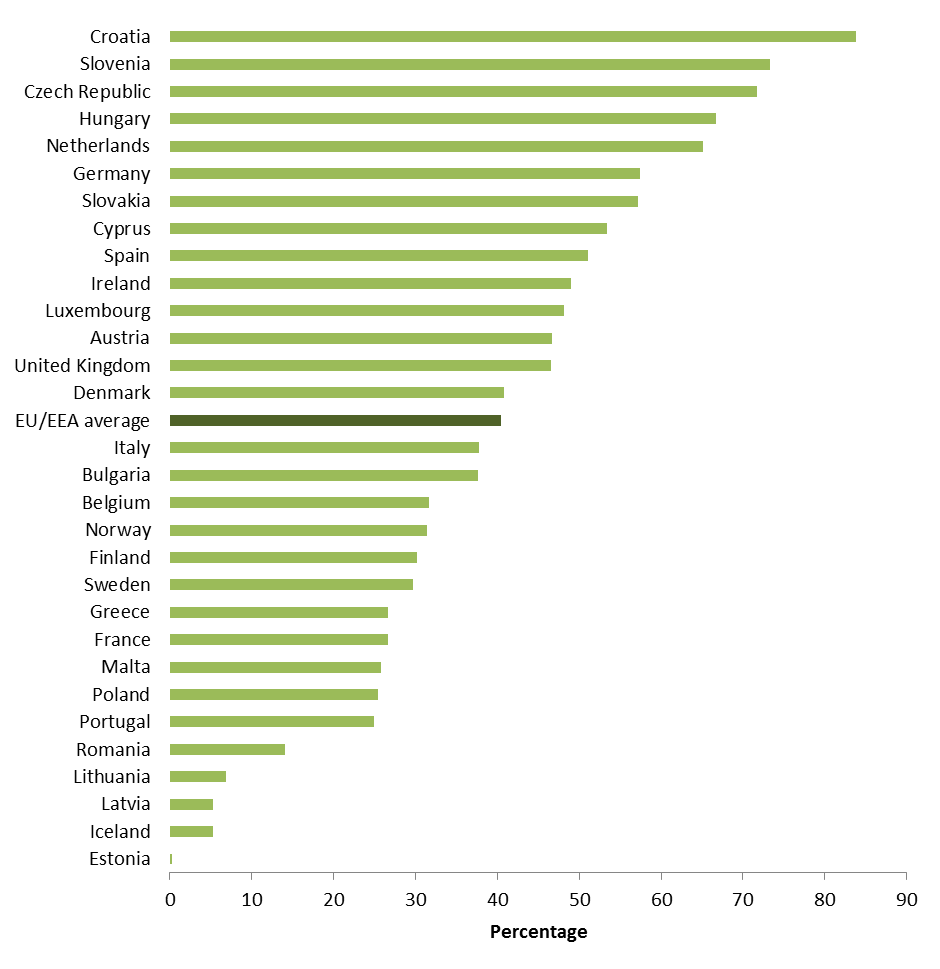 Croatia
Slovenia
Czech Republic
Hungary
Netherlands
Germany
Slovakia
Cyprus
Spain
Ireland
Luxembourg
Austria
United Kingdom
Denmark
EU/EEA average
Italy
Bulgaria
Belgium
Norway
Finland
Sweden
Greece
France
Malta
Poland
Portugal
Romania
Lithuania
Latvia
Iceland
Estonia
0 10 20 30 40 50 60 70 80 90
Percentage